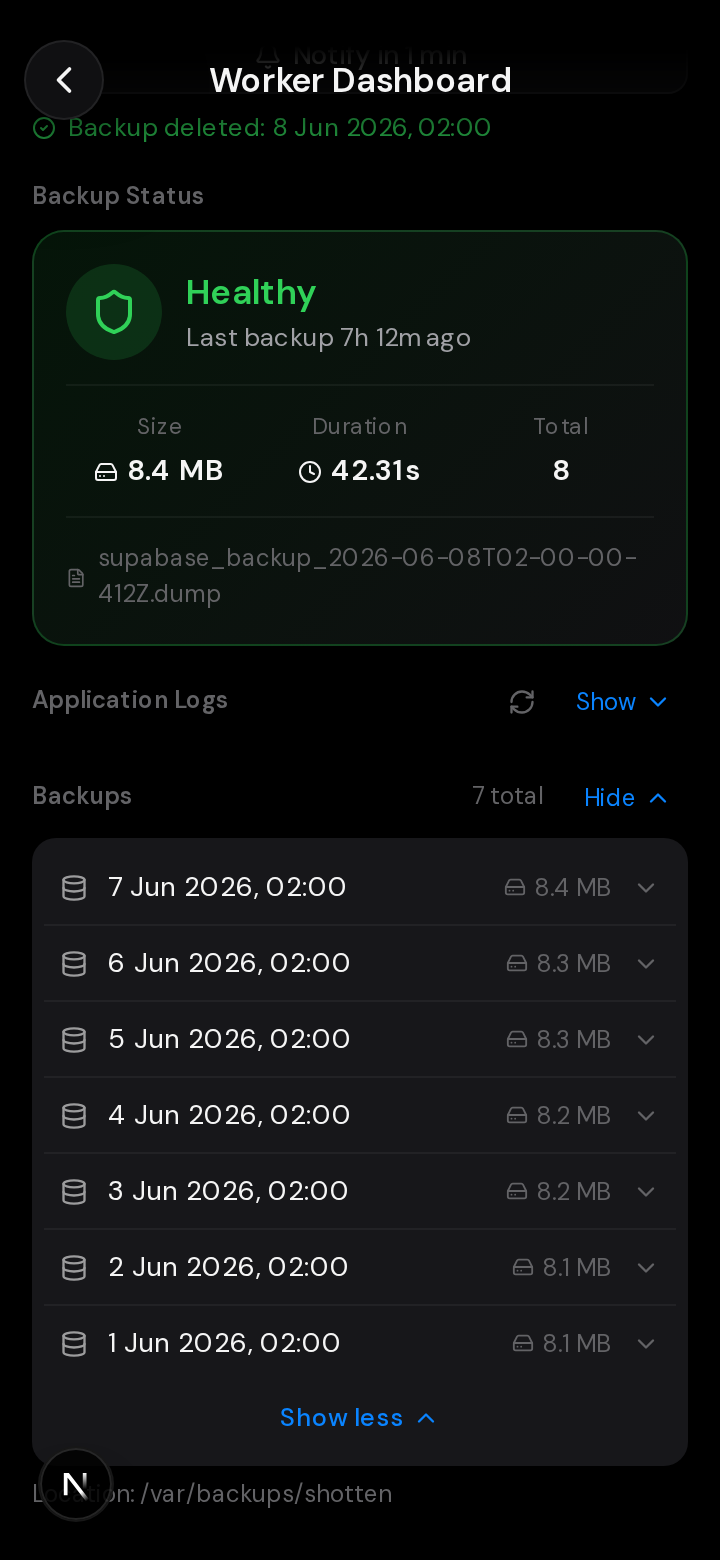 Notify in 1 min
Worker Dashboard
Backup deleted: 8 Jun 2026, 02:00
Backup Status
Healthy
Last backup 7h 12m ago
Size Duration Total
8.4 MB 42.31s 8
supabase_backup_2026-06-08T02-00-00-
412Z.dump
Application Logs Show
Backups 7 total Hide
7 Jun 2026, 02:00 8.4 MB
6 Jun 2026, 02:00 8.3 MB
5 Jun 2026, 02:00 8.3 MB
4 Jun 2026, 02:00 8.2 MB
3 Jun 2026, 02:00 8.2 MB
2 Jun 2026, 02:00 8.1 MB
1 Jun 2026, 02:00 8.1 MB
Show less
N
Location: /var/backups/shotten